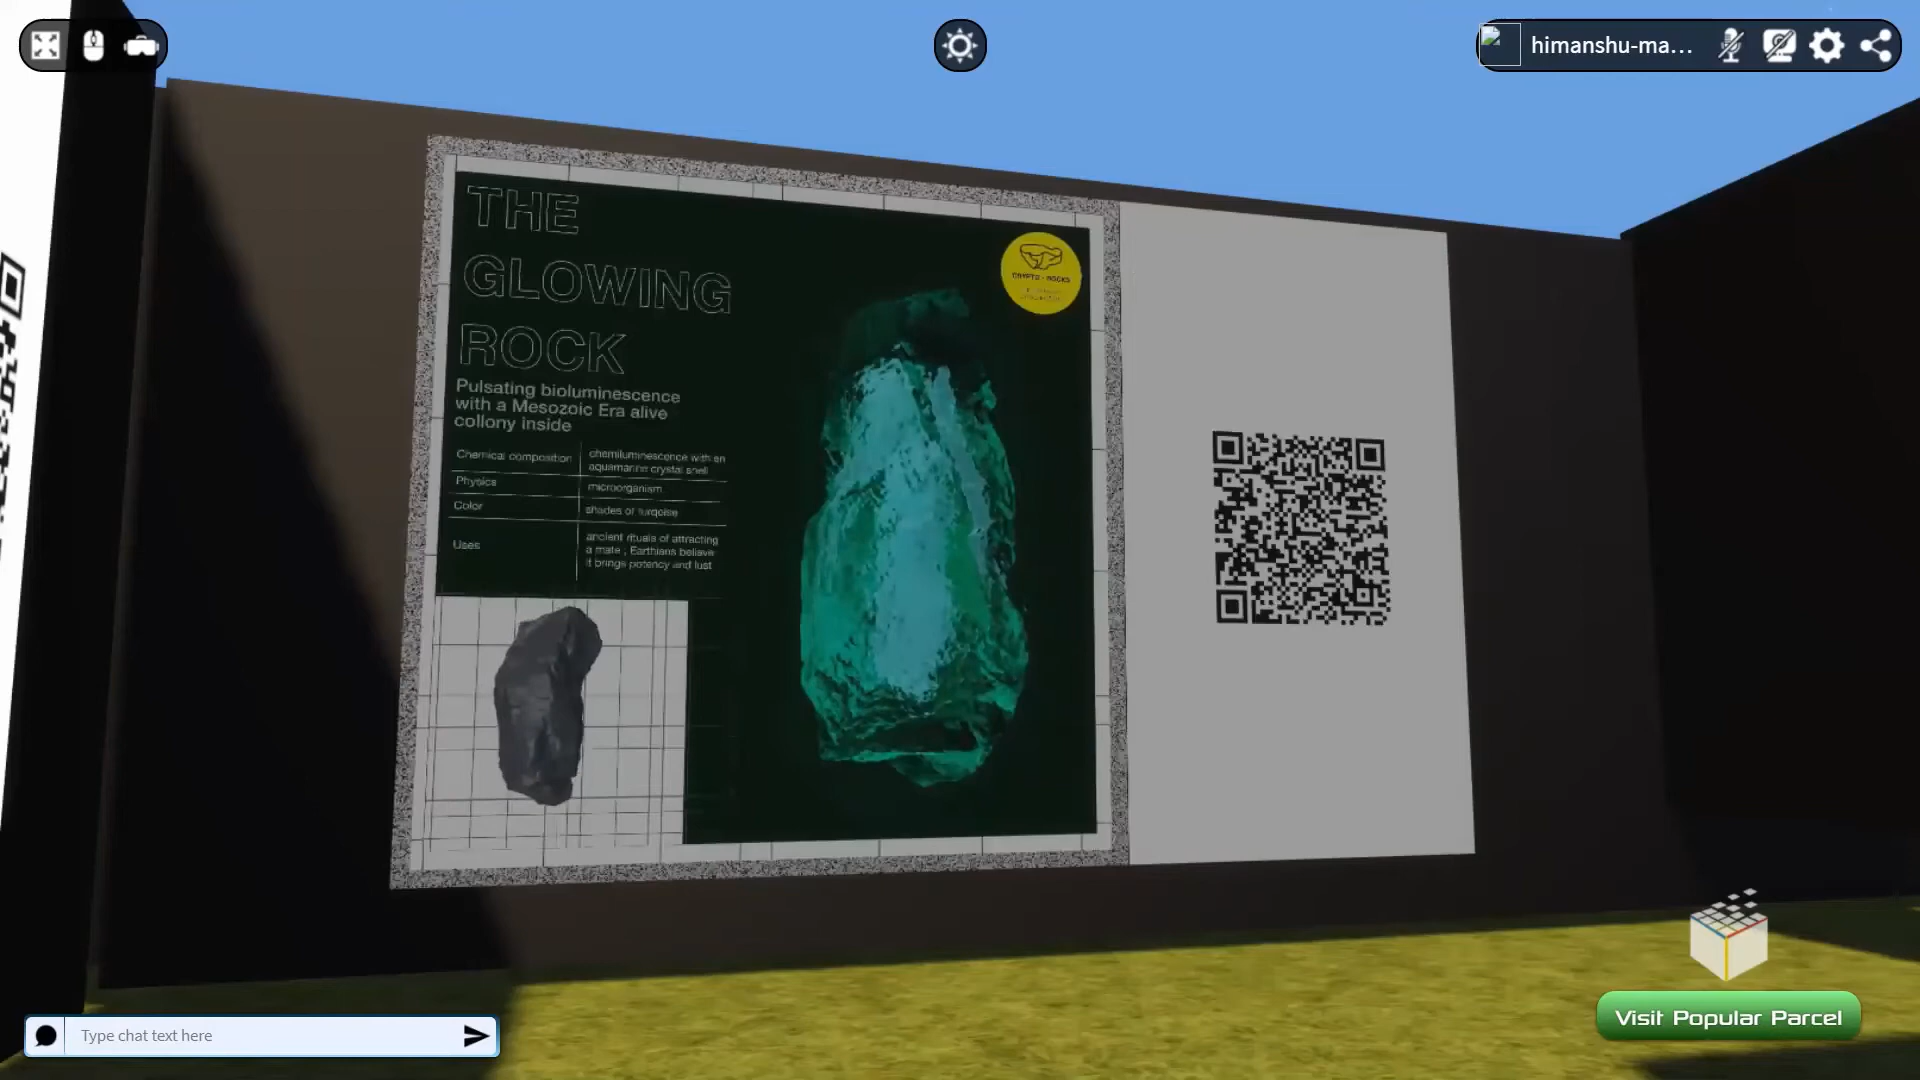 himanshu-ma...
THE
GLOWING
ROCK
CRYPTO - ROCKS
Pulsating bioluminescence
with a Mesozoic Era alive
collony inside
Chemical composition
chemiluminescence with an
aquamarine crystal shell
Physics
microorganism
Color
shades of turqoise
Uses
ancient rituals of attracting
a mate , Earthians believe
it brings potency and lust
Type chat text here
Visit Popular Parcel